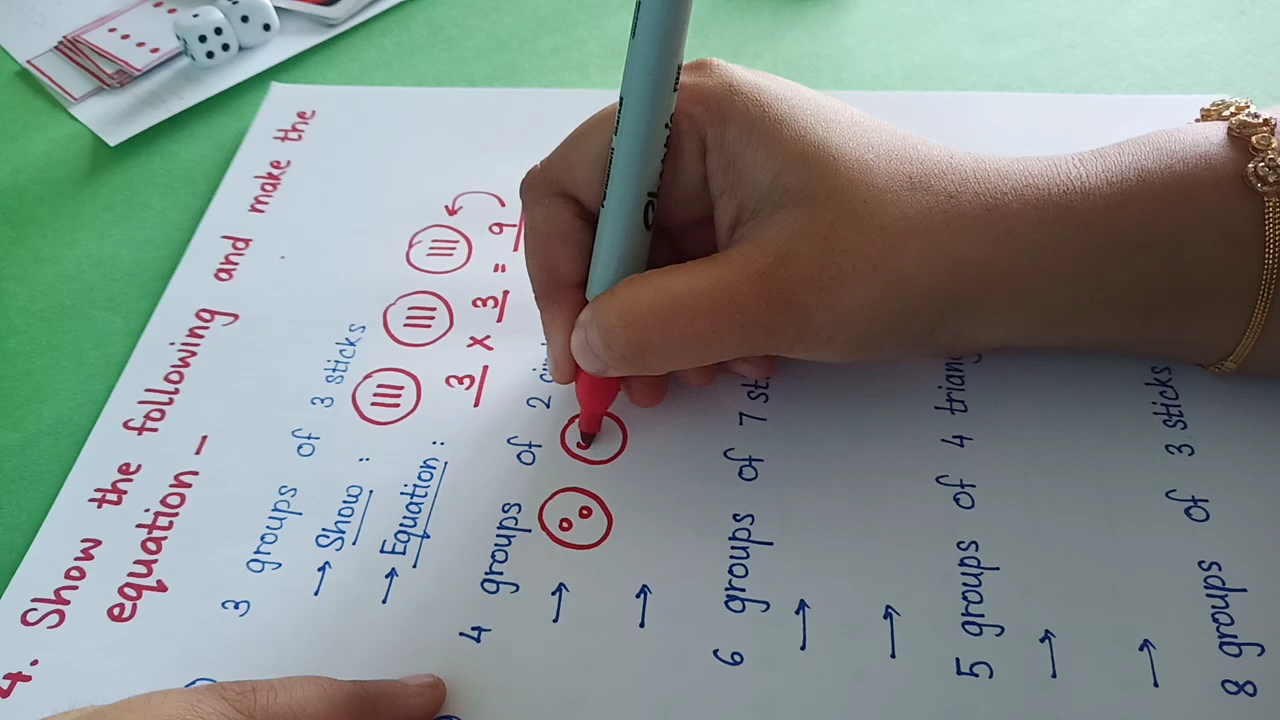 4. Show the following and make the
equation -
3 groups of 3 sticks
→ Show :
→ Equation :
3 x 3 = 9
4 groups of 2
→
→
6 groups of 7
→
→
5 groups of 4
→
→
8 groups of 3 sticks